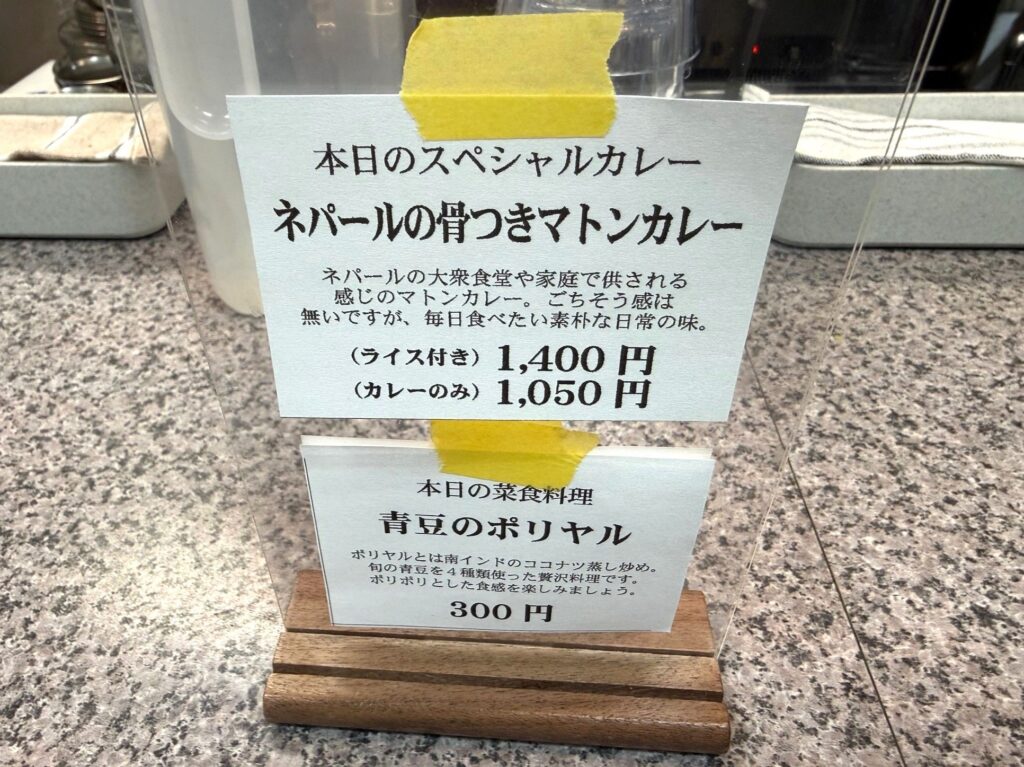 本日のスペシャルカレー
ネパールの骨つきマトンカレー
ネパールの大衆食堂や家庭で供される
感じのマトンカレー。ごちそう感は
無いですが、毎日食べたい素朴な日常の味。
（ライス付き）1,400 円
（カレーのみ）1,050 円
本日の菜食料理
青豆のポリヤル
ポリヤルとは南インドのココナツ蒸し炒め。
旬の青豆を４種類使った贅沢料理です。
ポリポリとした食感を楽しみましょう。
300 円